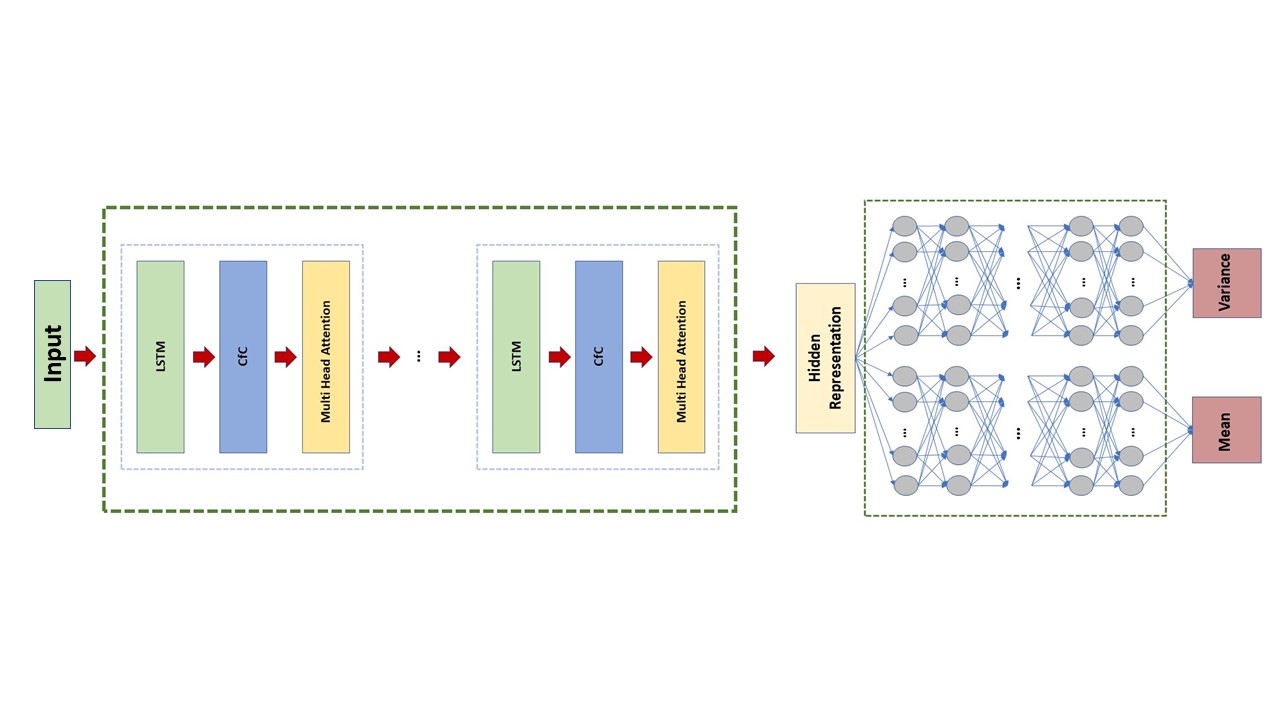 Input
LSTM
CfC
Multi Head Attention
...
LSTM
CfC
Multi Head Attention
Hidden
Representation
... ...
... ...
... ...
... ...
... ...
Mean Variance